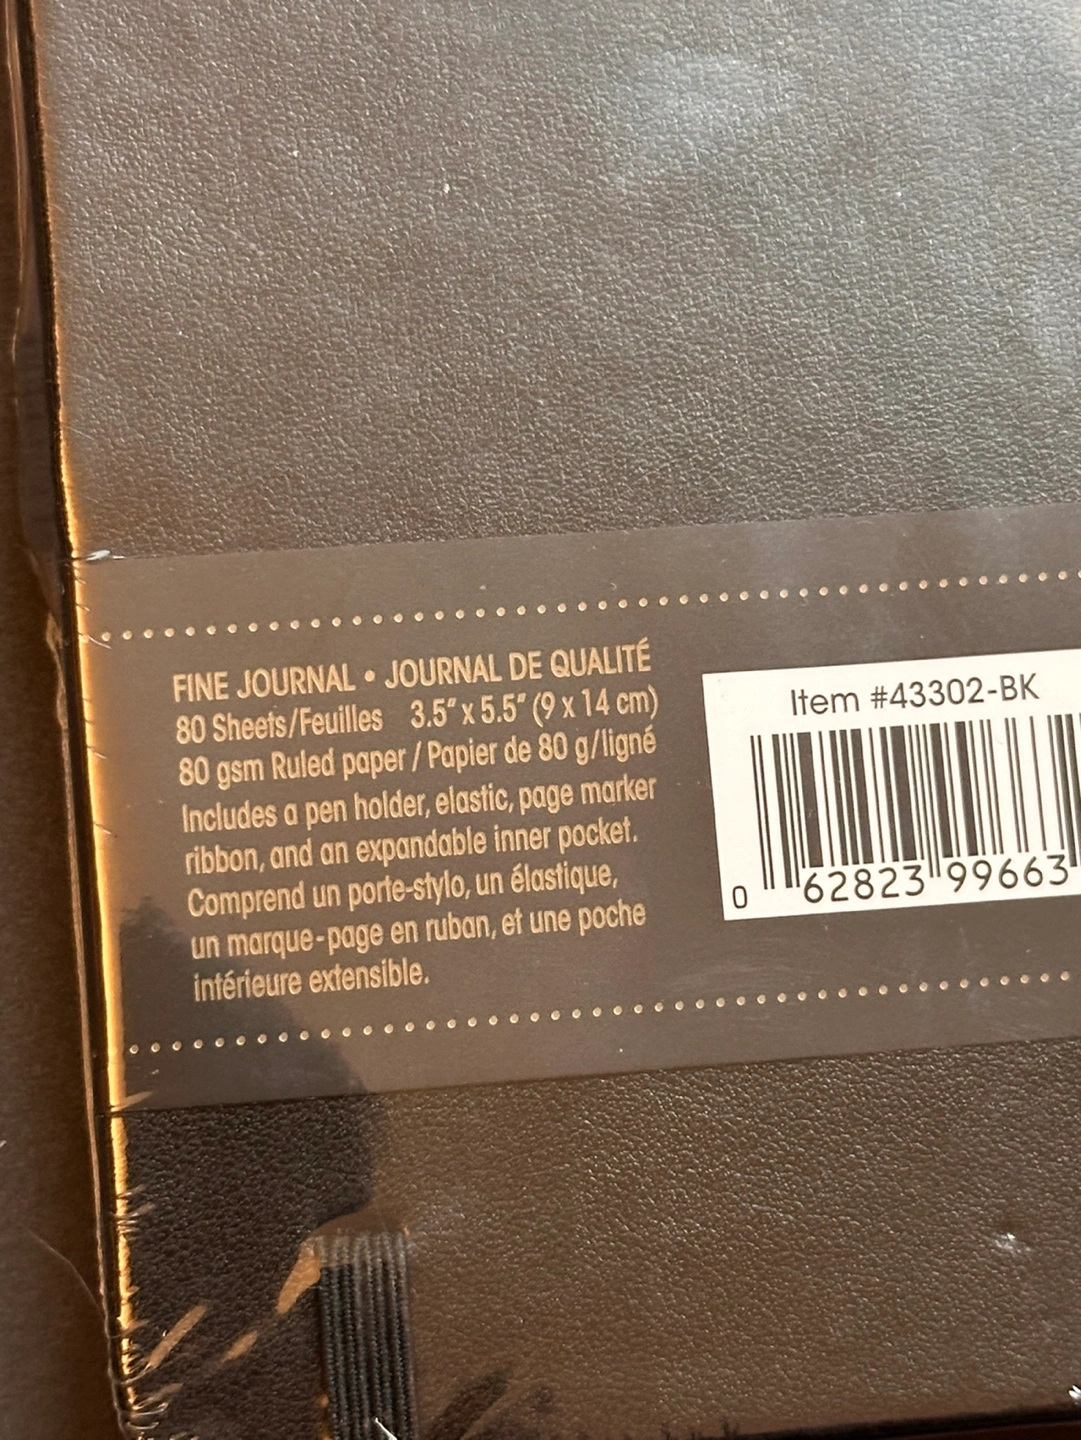 FINE JOURNAL • JOURNAL DE QUALITÉ
80 Sheets/Feuilles 3.5" x 5.5" (9 x 14 cm)
80 gsm Ruled paper / Papier de 80 g/ligné
Includes a pen holder, elastic, page marker
ribbon, and an expandable inner pocket.
Comprend un porte-stylo, un élastique,
un marque-page en ruban, et une poche
intérieure extensible.
Item #43302-BK
0 62823 99663